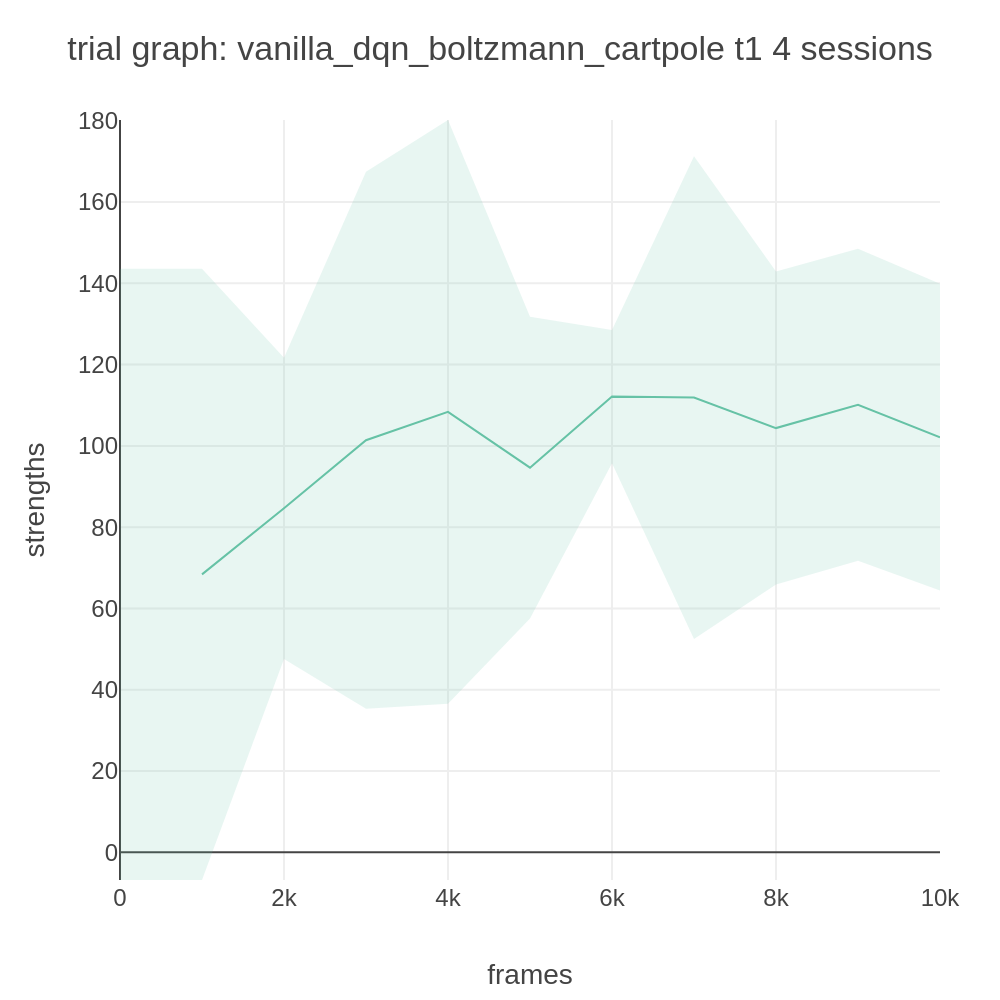 trial graph: vanilla_dqn_boltzmann_cartpole t1 4 sessions
180
160
140
120
100
80
60
40
20
0
strengths
0 2k 4k 6k 8k 10k
frames